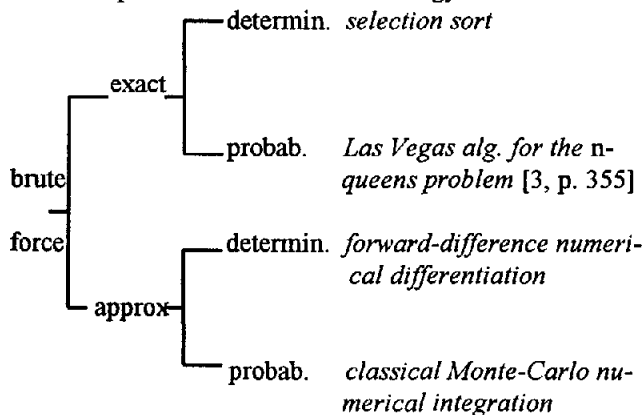 determin. selection sort
exact
probab. Las Vegas alg. for the n-
queens problem [3, p. 355]
brute
force
determin. forward-difference numeri-
cal differentiation
approx
probab. classical Monte-Carlo nu-
merical integration